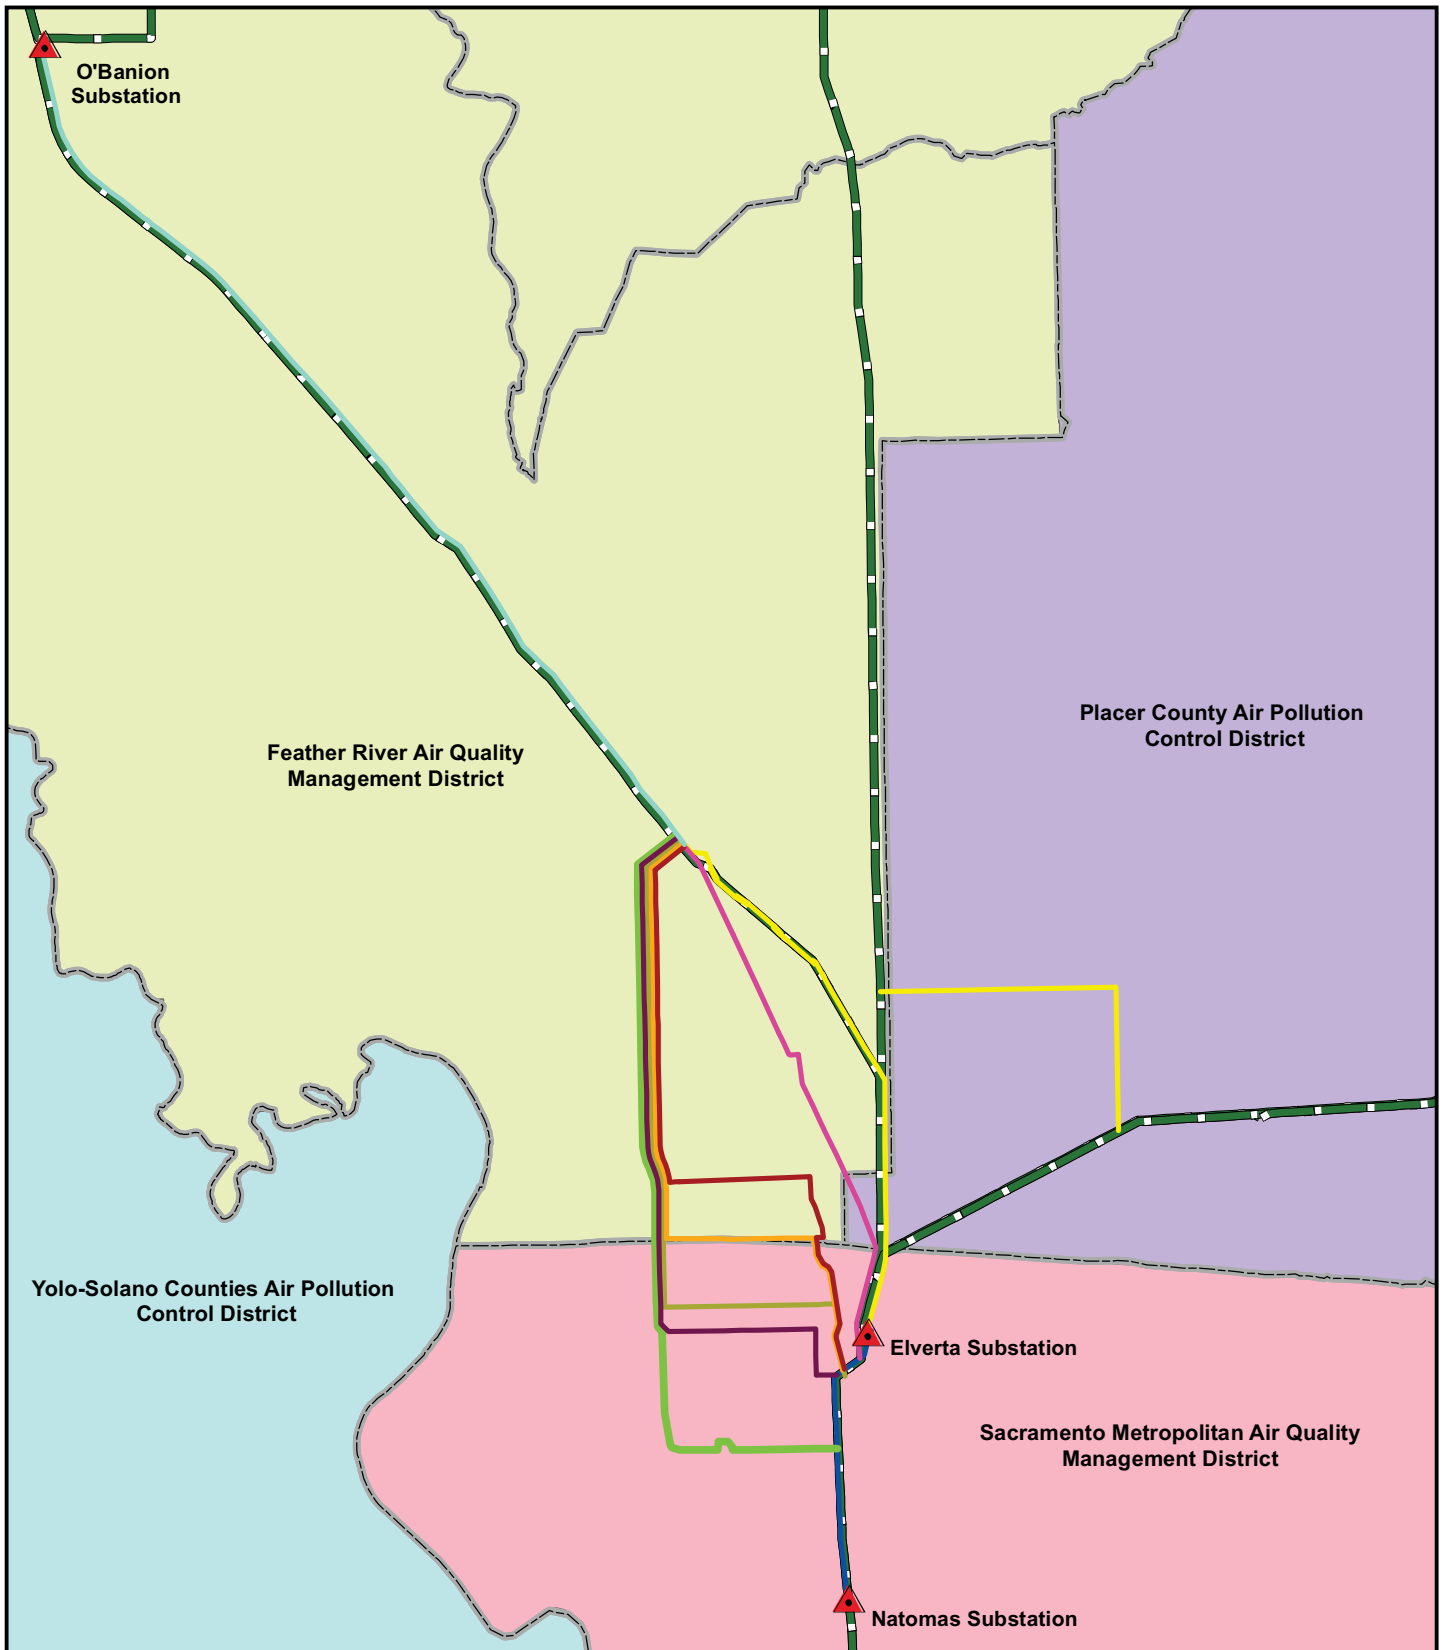 O'Banion
Substation
Placer County Air Pollution
Control District
Feather River Air Quality
Management District
Yolo-Solano Counties Air Pollution
Control District
Elverta Substation
Sacramento Metropolitan Air Quality
Management District
Natomas Substation